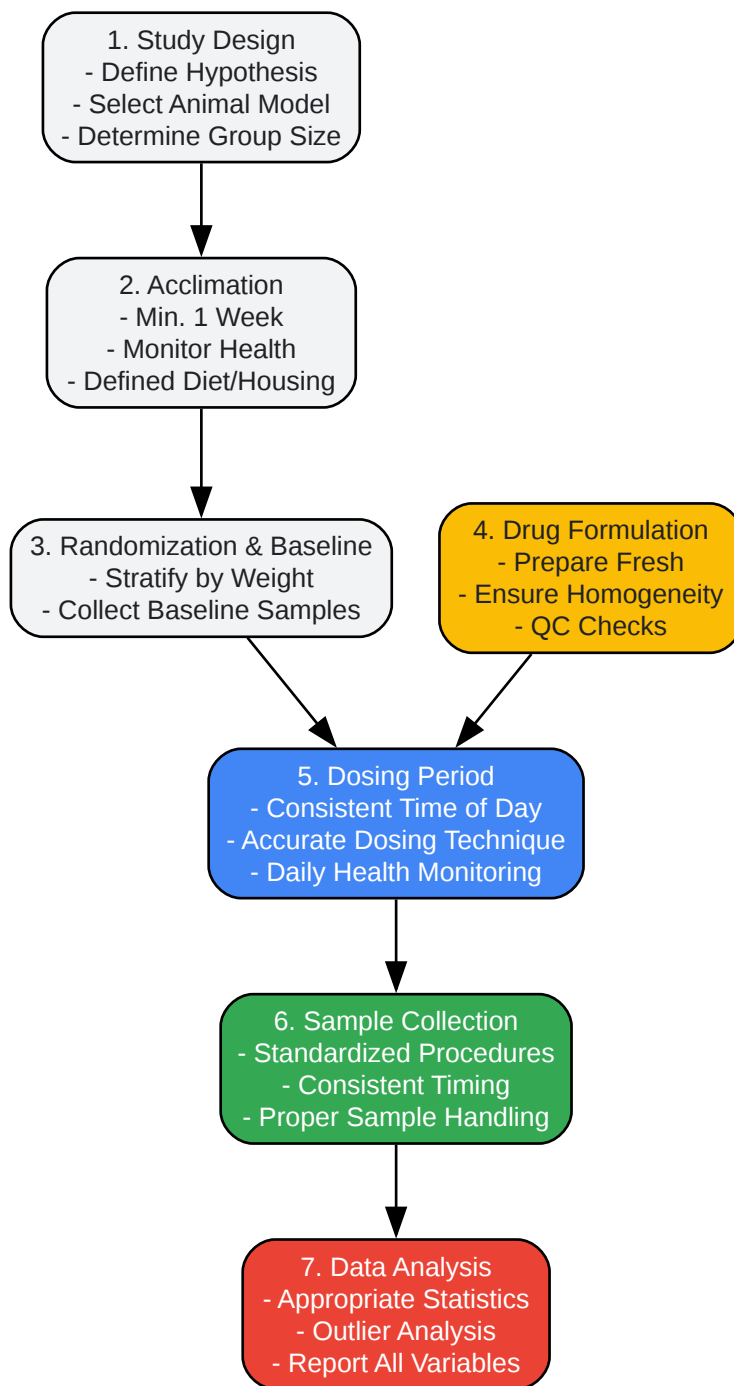 1. Study Design
- Define Hypothesis
- Select Animal Model
- Determine Group Size
2. Acclimation
- Min. 1 Week
- Monitor Health
- Defined Diet/Housing
3. Randomization & Baseline
- Stratify by Weight
- Collect Baseline Samples
4. Drug Formulation
- Prepare Fresh
- Ensure Homogeneity
- QC Checks
5. Dosing Period
- Consistent Time of Day
- Accurate Dosing Technique
- Daily Health Monitoring
6. Sample Collection
- Standardized Procedures
- Consistent Timing
- Proper Sample Handling
7. Data Analysis
- Appropriate Statistics
- Outlier Analysis
- Report All Variables